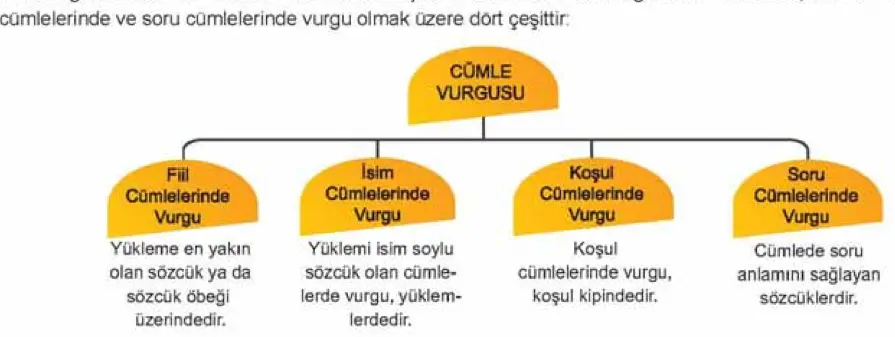 cümlelerinde ve soru cümlelerinde vurgu olmak üzere dört çeşittir:
CÜMLE
VURGUSU
Fiil
Cümlelerinde
Vurgu
Yükleme en yakın
olan sözcük ya da
sözcük öbeği
üzerindedir.
İsim
Cümlelerinde
Vurgu
Yüklemi isim soylu
sözcük olan cümle-
lerde vurgu, yüklem-
lerdedir.
Koşul
Cümlelerinde
Vurgu
Koşul
cümlelerinde vurgu,
koşul kipindedir.
Soru
Cümlelerinde
Vurgu
Cümlede soru
anlamını sağlayan
sözcüklerdir.